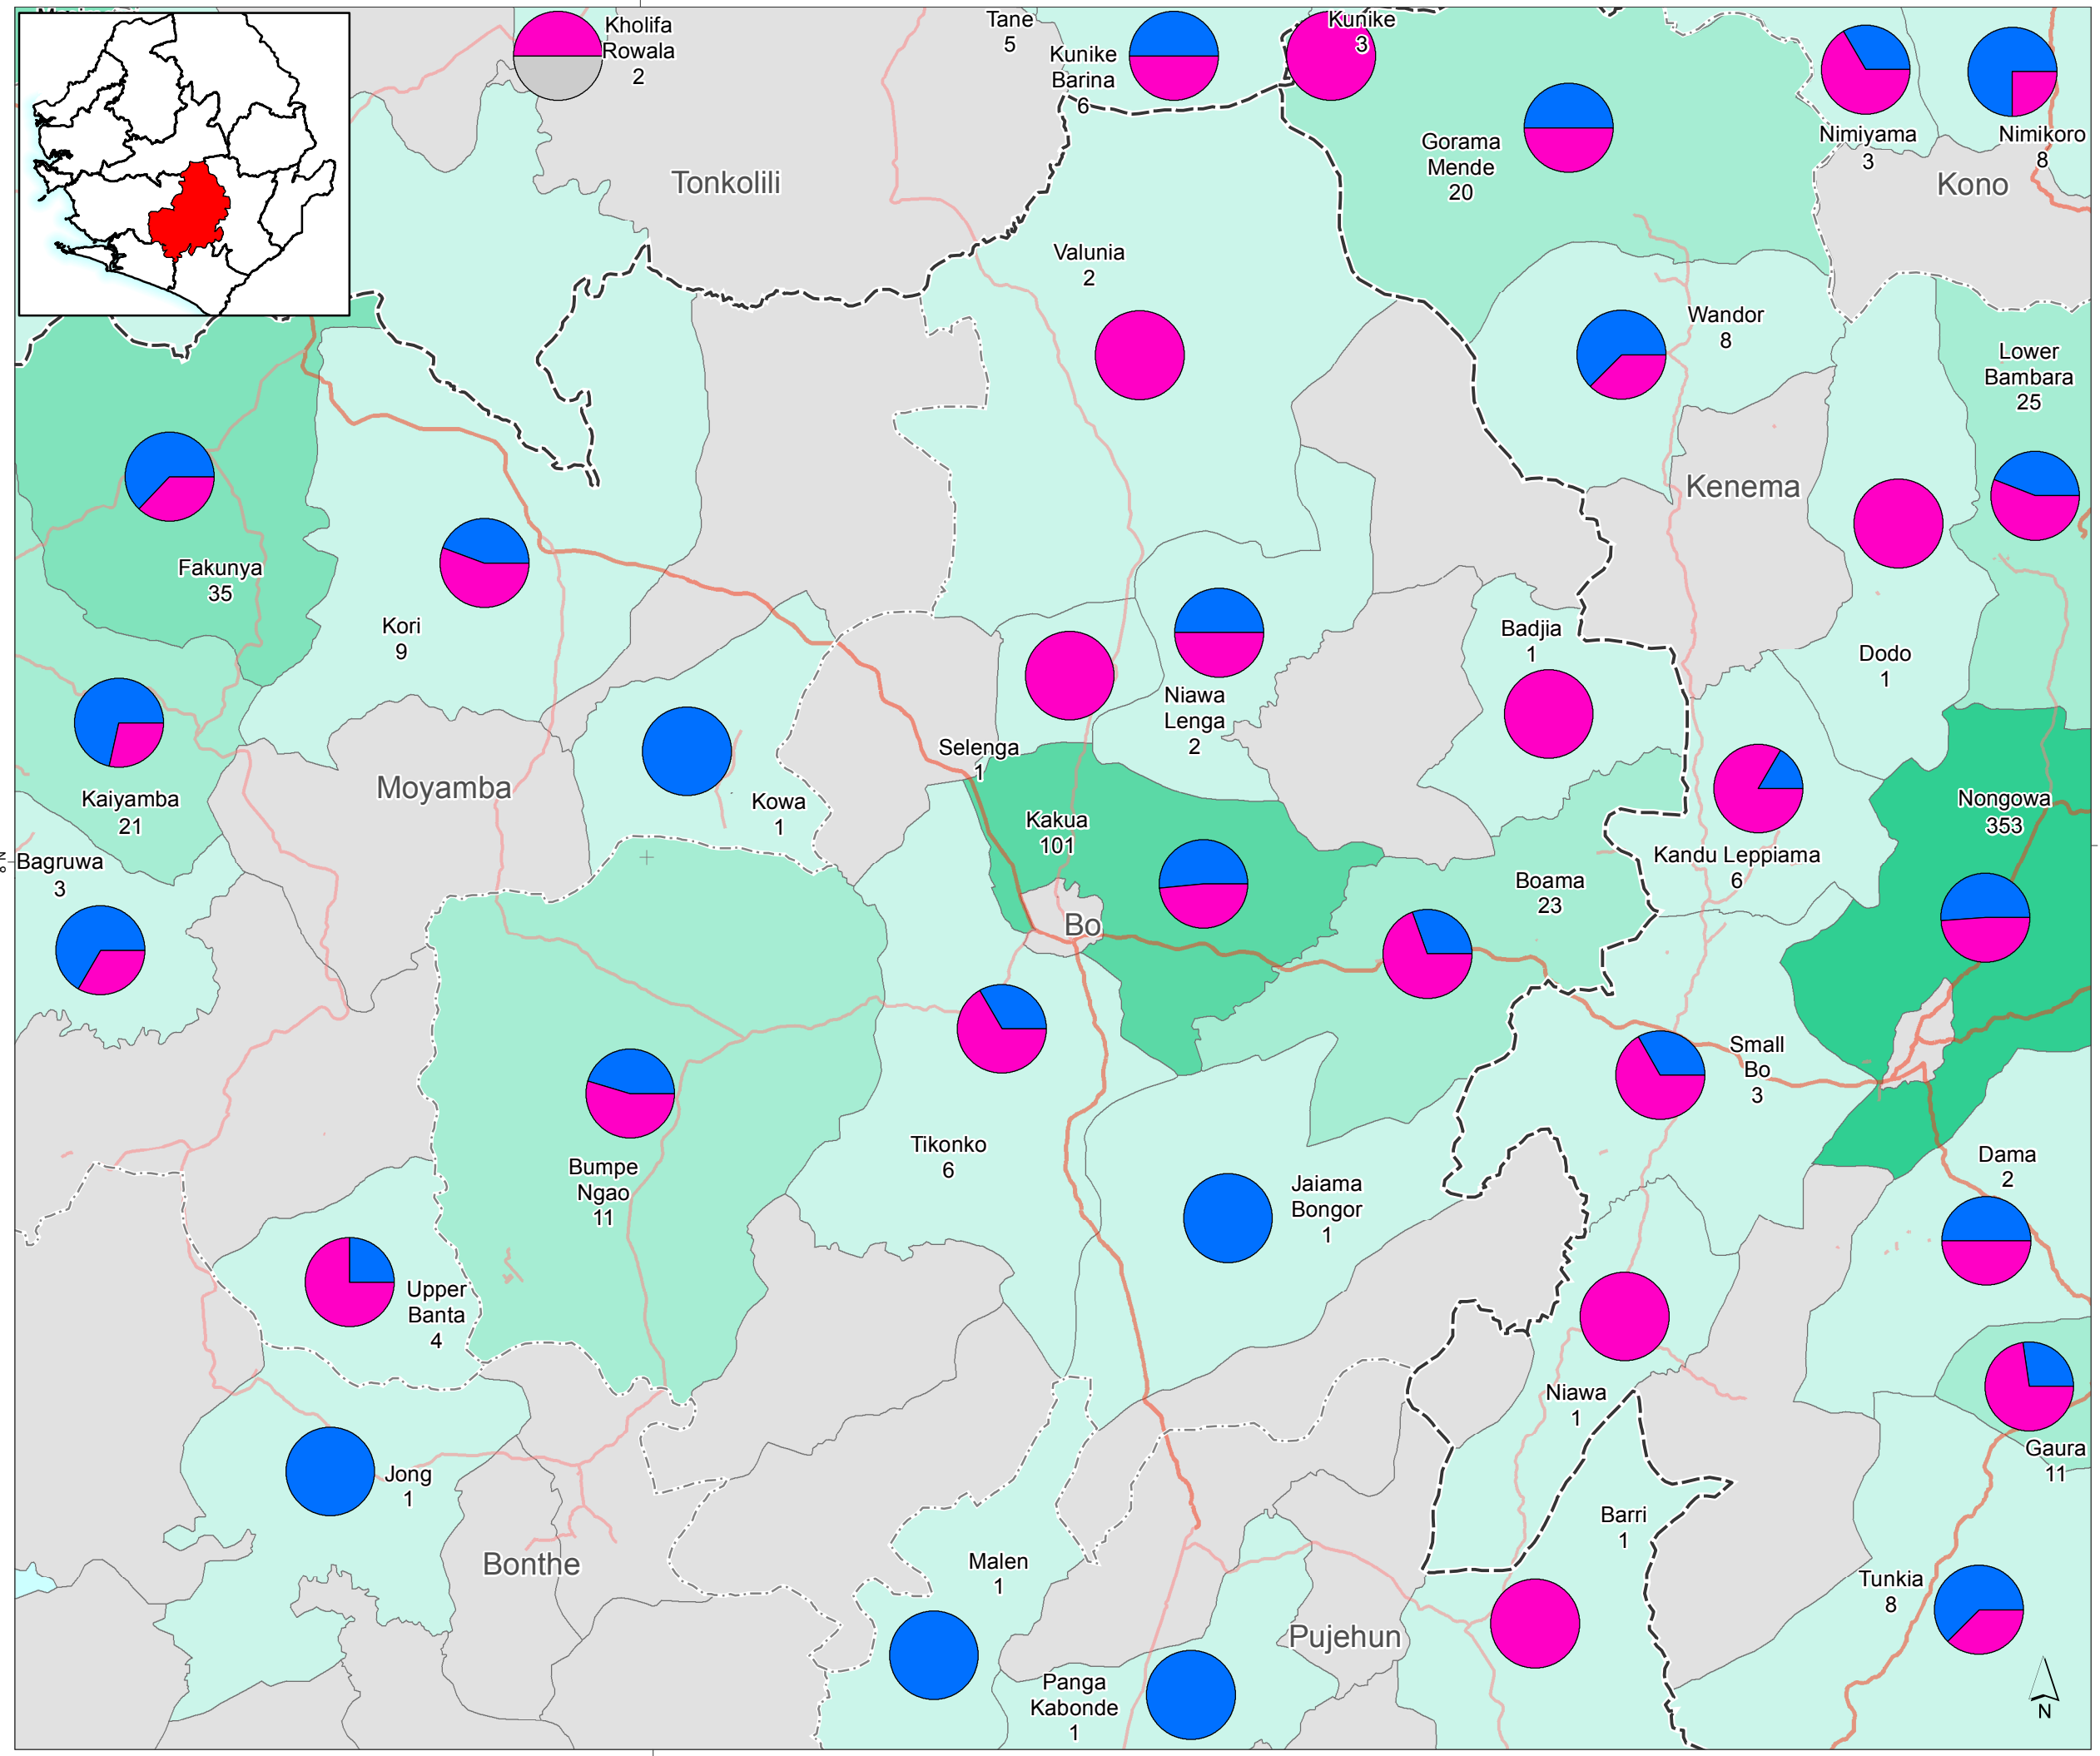 Kholifa
Rowala
2
Tane
5
Kunike
Barina
6
Kunike
3
Gorama
Mende
20
Nimiyama
3
Nimikoro
8
Tonkolili
Kono
Valunia
2
Wandor
8
Lower
Bambara
25
Kenema
Fakunya
35
Kori
9
Badjia
1
Dodo
1
Niawa
Lenga
2
Selenga
1
Moyamba
Kaiyamba
21
Kowa
1
Kakua
101
Nongowa
353
Bagruwa
3
Kandu Leppiama
6
Boama
23
Bo
Small
Bo
3
Tikonko
6
Bumpe
Ngao
11
Jaiama
Bongor
1
Dama
2
Upper
Banta
4
Niawa
1
Gaura
11
Jong
1
Barri
1
Bonthe
Malen
1
Tunkia
8
Pujehun
Panga
Kabonde
1
N